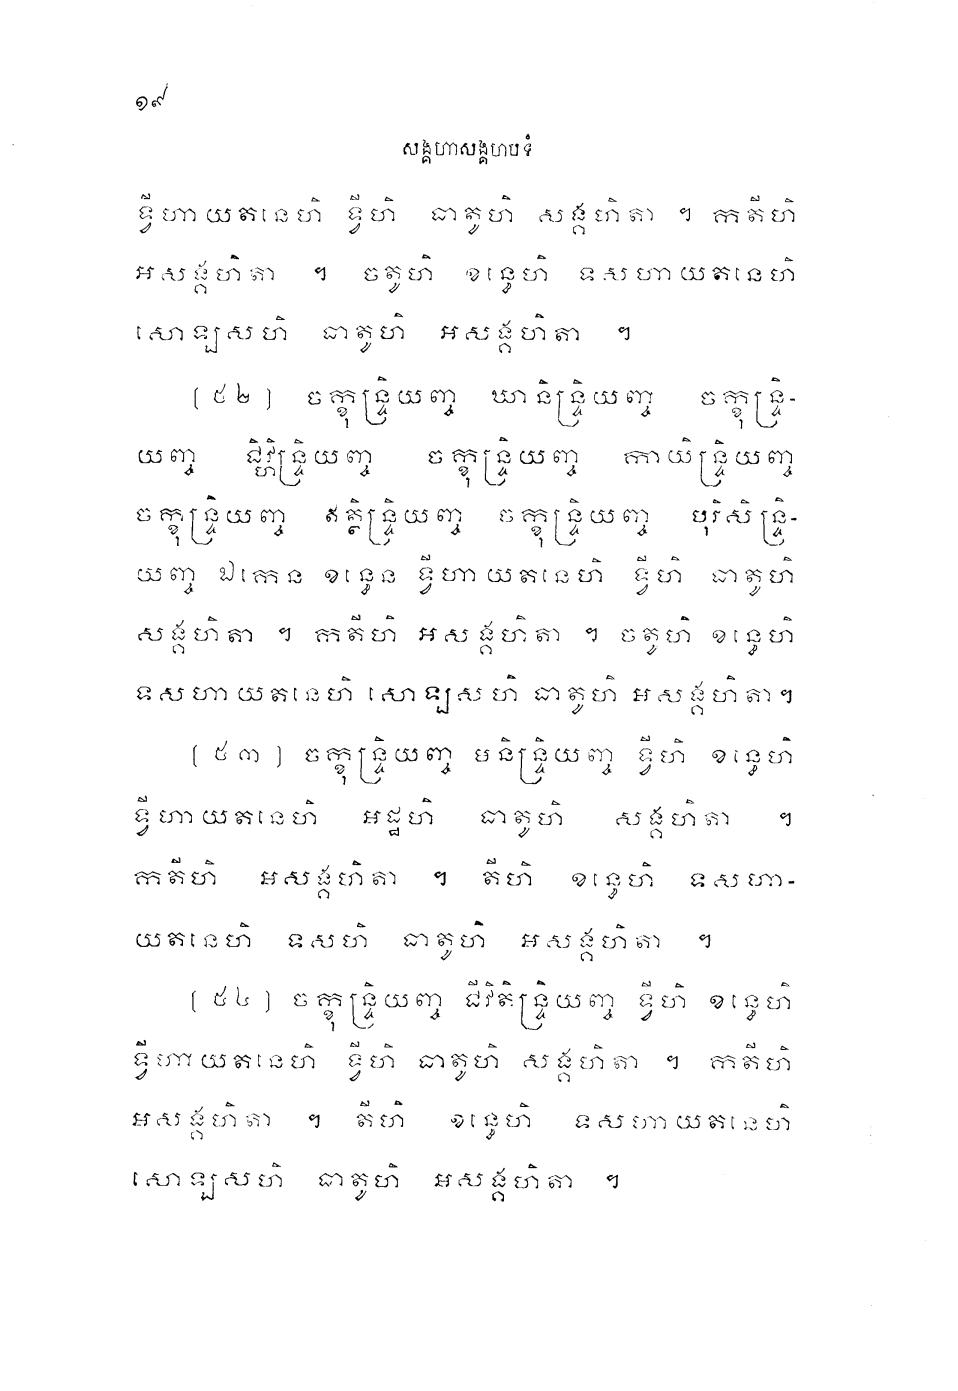 ១៩
សង្គហាសង្គហបទំ
ទ្វីហាយតនេហិ ទ្វីហិ ធាតូហិ សង្គហិតា ។ កតីហិ
អសង្គហិតា ។ ចតូហិ ខន្ធេហិ ទសហាយតនេហិ
សោឡសហិ ធាតូហិ អសង្គហិតា ។
(៥២) ចក្ខុន្ទ្រិយញ្ច ឃានិន្ទ្រិយញ្ច ចក្ខុន្ទ្រិ-
យញ្ច ជិវ្ហិន្ទ្រិយញ្ច ចក្ខុន្ទ្រិយញ្ច កាយិន្ទ្រិយញ្ច
ចក្ខុន្ទ្រិយញ្ច ឥត្ថិន្ទ្រិយញ្ច ចក្ខុន្ទ្រិយញ្ច បុរិសិន្ទ្រិ-
យញ្ច ឯកេន ខន្ធេន ទ្វីហាយតនេហិ ទ្វីហិ ធាតូហិ
សង្គហិតា ។ កតីហិ អសង្គហិតា ។ ចតូហិ ខន្ធេហិ
ទសហាយតនេហិ សោឡសហិ ធាតូហិ អសង្គហិតា។
(៥៣) ចក្ខុន្ទ្រិយញ្ច មនិន្ទ្រិយញ្ច ទ្វីហិ ខន្ធេហិ
ទ្វីហាយតនេហិ អដ្ឋហិ ធាតូហិ សង្គហិតា ។
កតីហិ អសង្គហិតា ។ តីហិ ខន្ធេហិ ទសហា-
យតនេហិ ទសហិ ធាតូហិ អសង្គហិតា ។
(៥៤) ចក្ខុន្ទ្រិយញ្ច ជីវិតិន្ទ្រិយញ្ច ទ្វីហិ ខន្ធេហិ
ទ្វីហាយតនេហិ ទ្វីហិ ធាតូហិ សង្គហិតា ។ កតីហិ
អសង្គហិតា ។ តីហិ ខន្ធេហិ ទសហាយតនេហិ
សោឡសហិ ធាតូហិ អសង្គហិតា ។